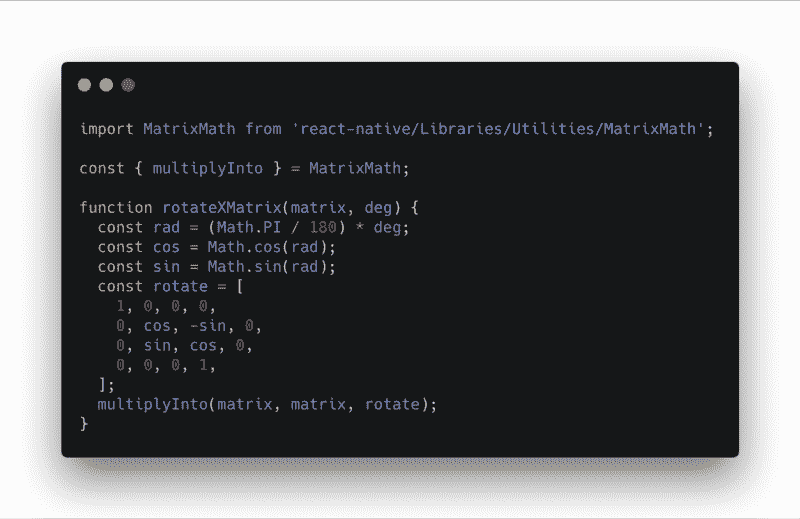 import MatrixMath from 'react-native/Libraries/Utilities/MatrixMath';
const { multiplyInto } = MatrixMath;
function rotateXMatrix(matrix, deg) {
  const rad = (Math.PI / 180) * deg;
  const cos = Math.cos(rad);
  const sin = Math.sin(rad);
  const rotate = [
    1, 0, 0, 0,
    0, cos, -sin, 0,
    0, sin, cos, 0,
    0, 0, 0, 1,
  ];
  multiplyInto(matrix, matrix, rotate);
}